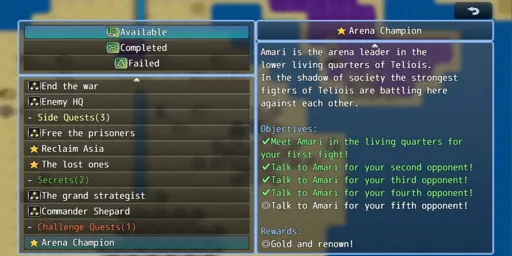 Available
Completed
Failed
End the war
Enemy HQ
- Side Quests(3)
Free the prisoners
Reclaim Asia
The lost ones
- Secrets(2)
The grand strategist
Commander Shepard
- Challenge Quests(1)
Arena Champion
Arena Champion
Amari is the arena leader in the
lower living quarters of Teliois.
In the shadow of society the strongest
figters of Teliois are battling here
against each other.
Objectives:
✔Meet Amari in the living quarters for
your first fight!
✔Talk to Amari for your second opponent!
✔Talk to Amari for your third opponent!
✔Talk to Amari for your fourth opponent!
◎Talk to Amari for your fifth opponent!
Rewards:
◎Gold and renown!